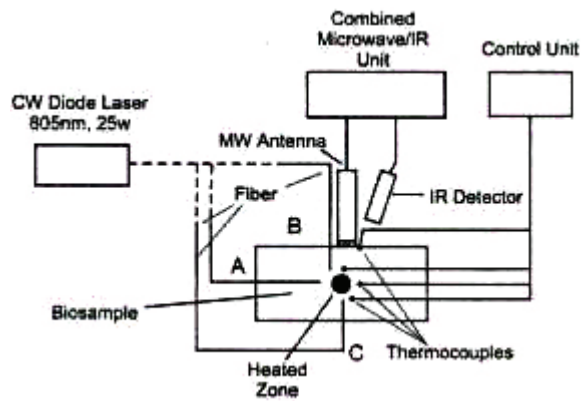 Combined
Microwave/IR
Unit
Control Unit
CW Diode Laser
805nm, 25w
MW Antenna
Fiber
IR Detector
B
A
Biosample
C
Heated
Zone
Thermocouples